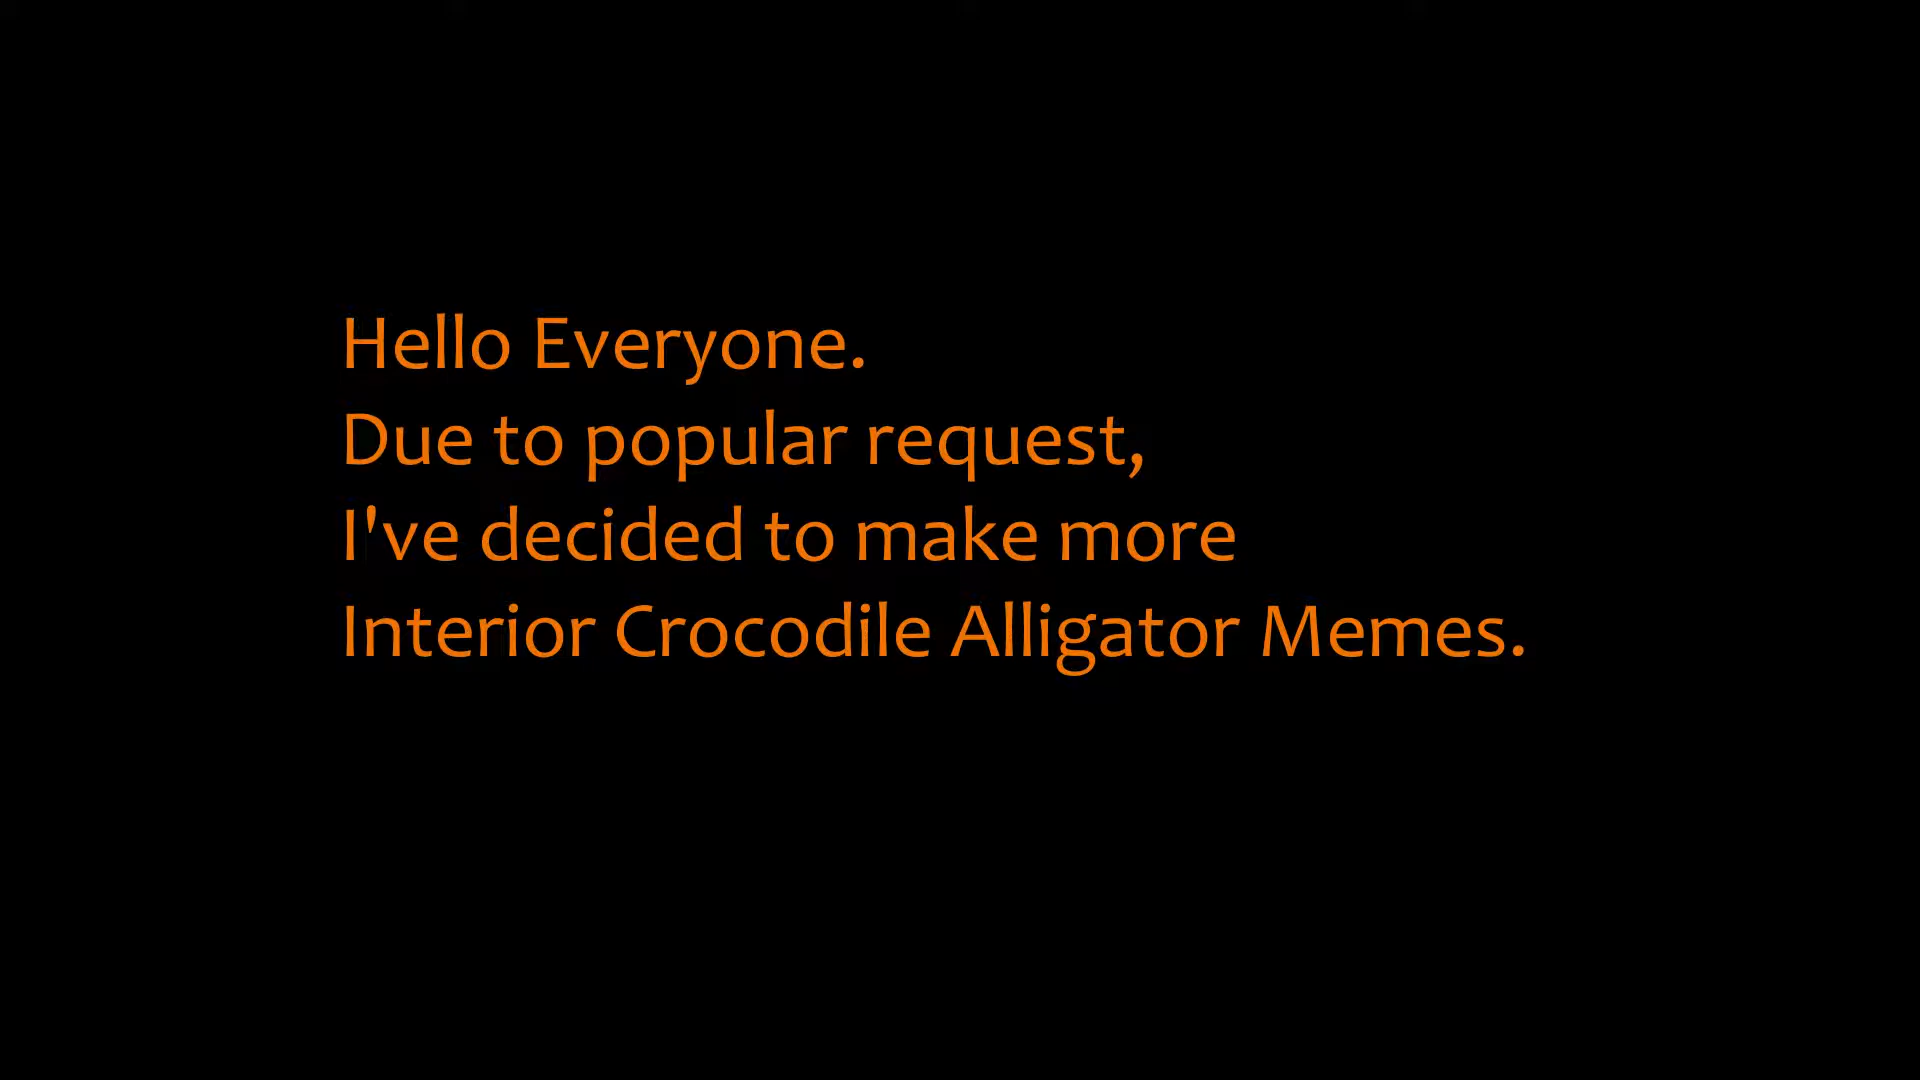 Hello Everyone.
Due to popular request,
I've decided to make more
Interior Crocodile Alligator Memes.